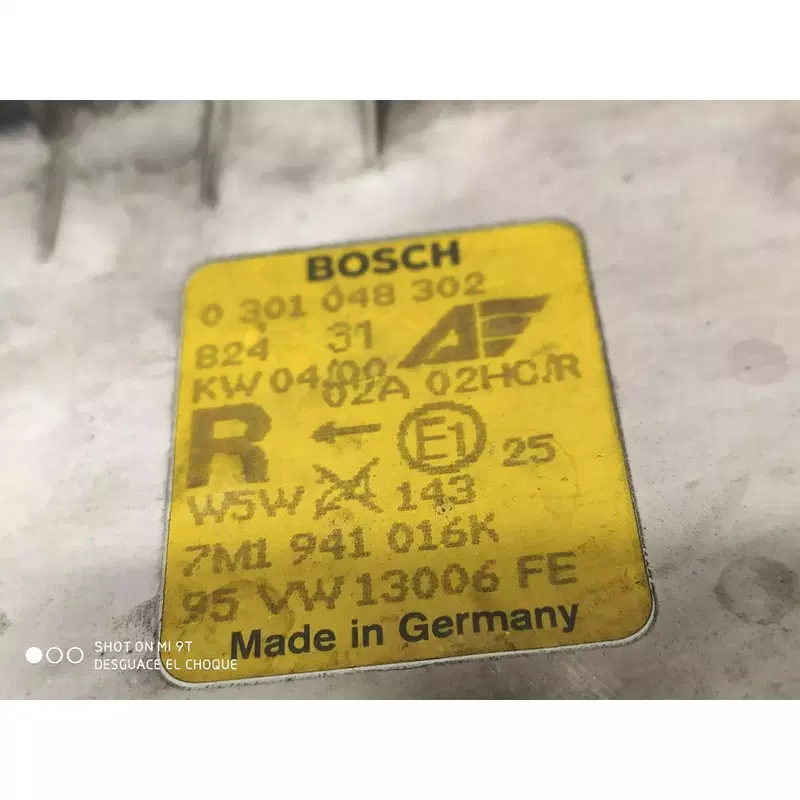 BOSCH
0 301 048 302
824 31
KW 04/00
02A 02HC/R
R E1 25
W5W 24 143
7M1 941 016K
95 VW 13006 FE
Made in Germany
SHOT ON MI 9T
DESGUACE EL CHOQUE